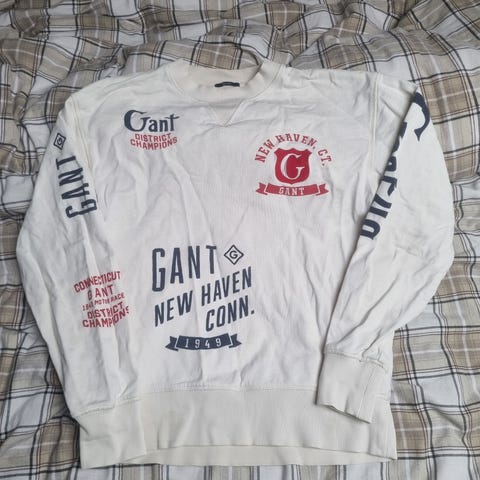 Gant
DISTRICT
CHAMPIONS
NEW HAVEN, CT.
G
GANT
GANT
G
GANT
G
NEW HAVEN
CONN.
1949
CONNECTICUT
GANT
DISTRICT
CHAMPIONS